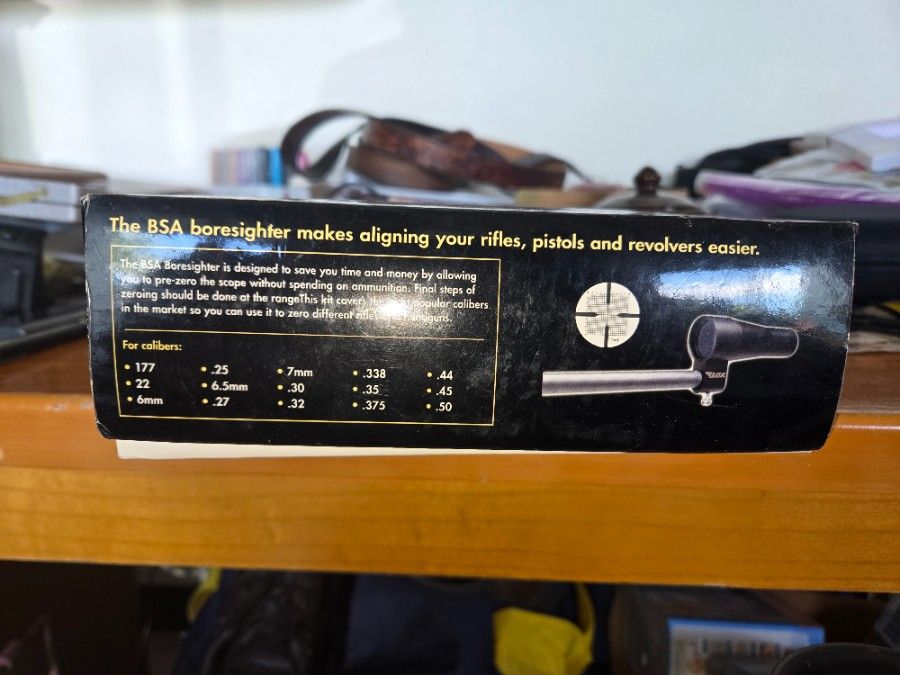 The BSA boresighter makes aligning your rifles, pistols and revolvers easier.
The BSA Boresighter is designed to save you time and money by allowing
you to pre-zero the scope without spending on ammunition. Final steps of
zeroing should be done at the rangeThis kit covers the popular calibers
in the market so you can use it to zero different
For calibers:
• 177 • .25 • 7mm • .338 • .44
• 22 • 6.5mm • .30 • .35 • .45
• 6mm • .27 • .32 • .375 • .50